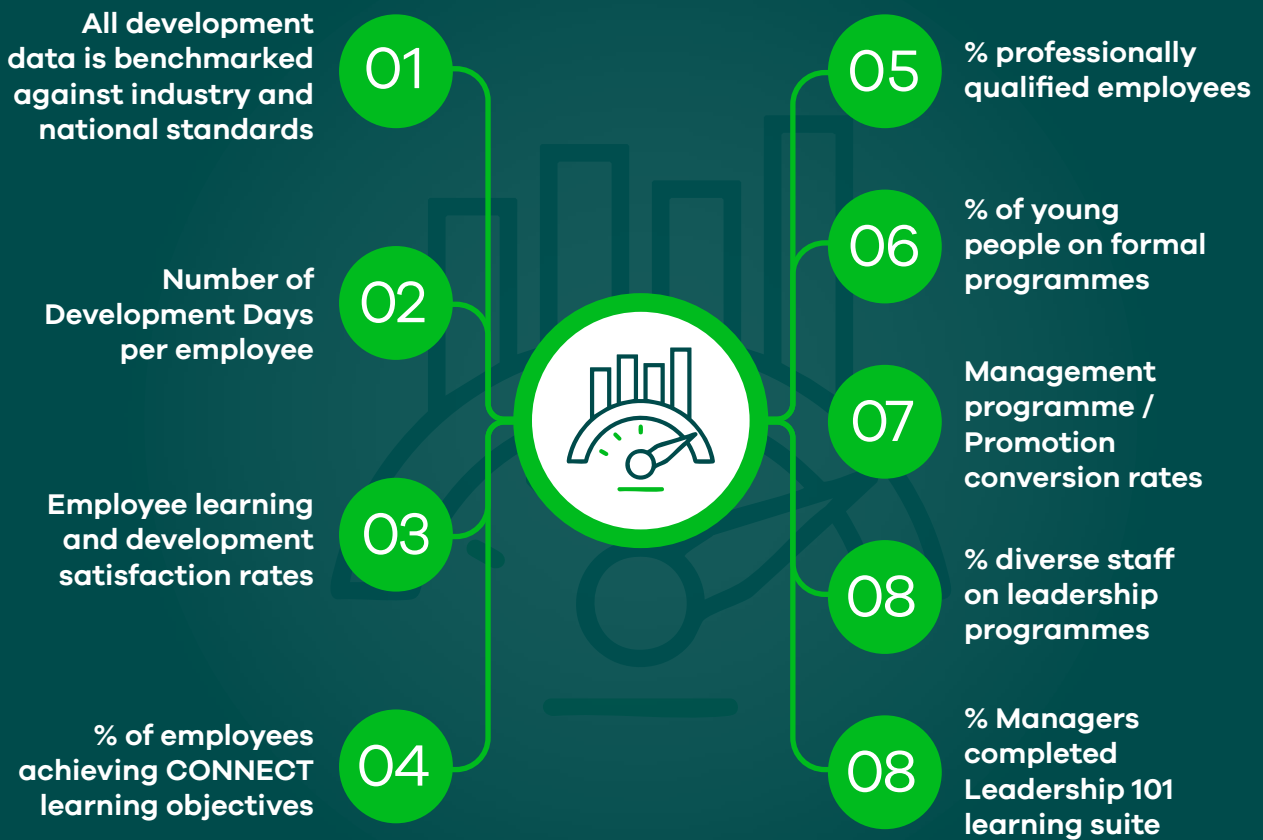 All development
data is benchmarked
against industry and
national standards
01
Number of
Development Days
per employee
02
Employee learning
and development
satisfaction rates
03
% of employees
achieving CONNECT
learning objectives
04
05
% professionally
qualified employees
06
% of young
people on formal
programmes
07
Management
programme /
Promotion
conversion rates
08
% diverse staff
on leadership
programmes
08
% Managers
completed
Leadership 101
learning suite